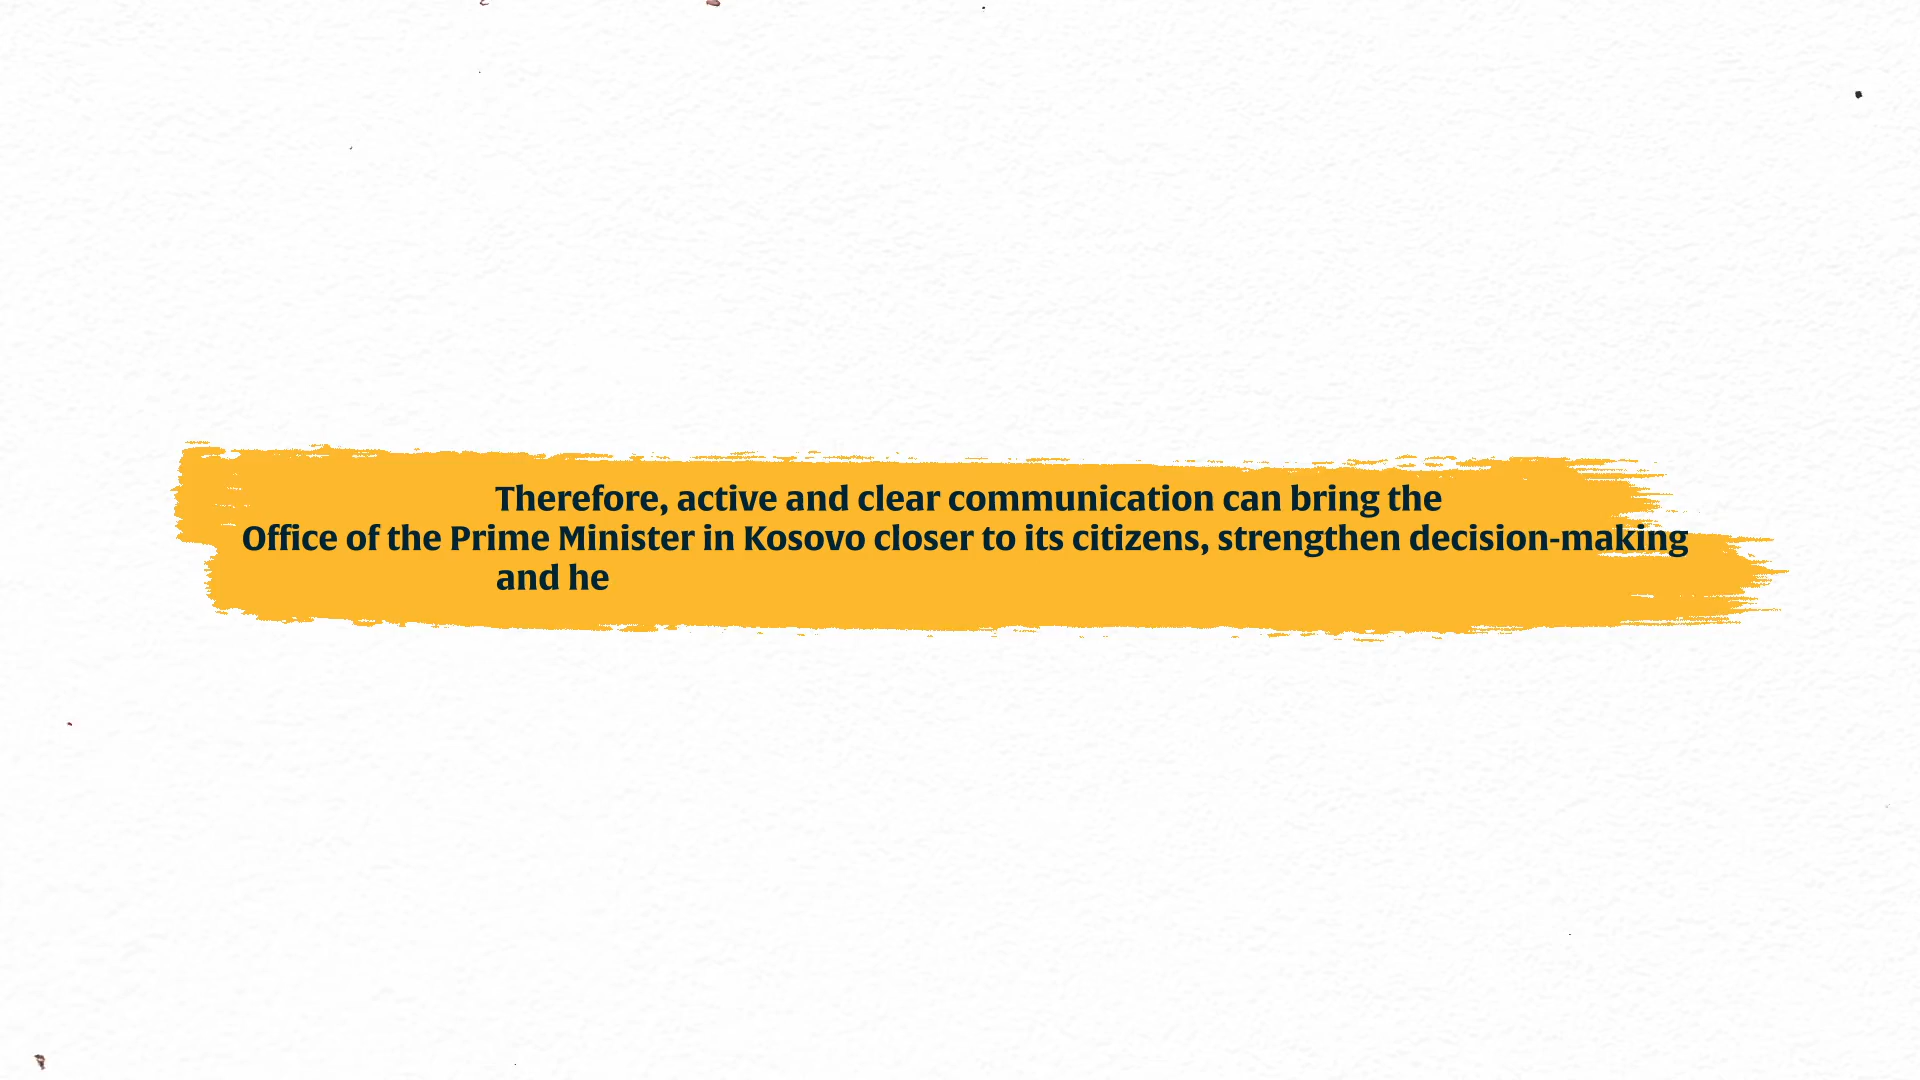 Therefore, active and clear communication can bring the
Office of the Prime Minister in Kosovo closer to its citizens, strengthen decision-making
and he